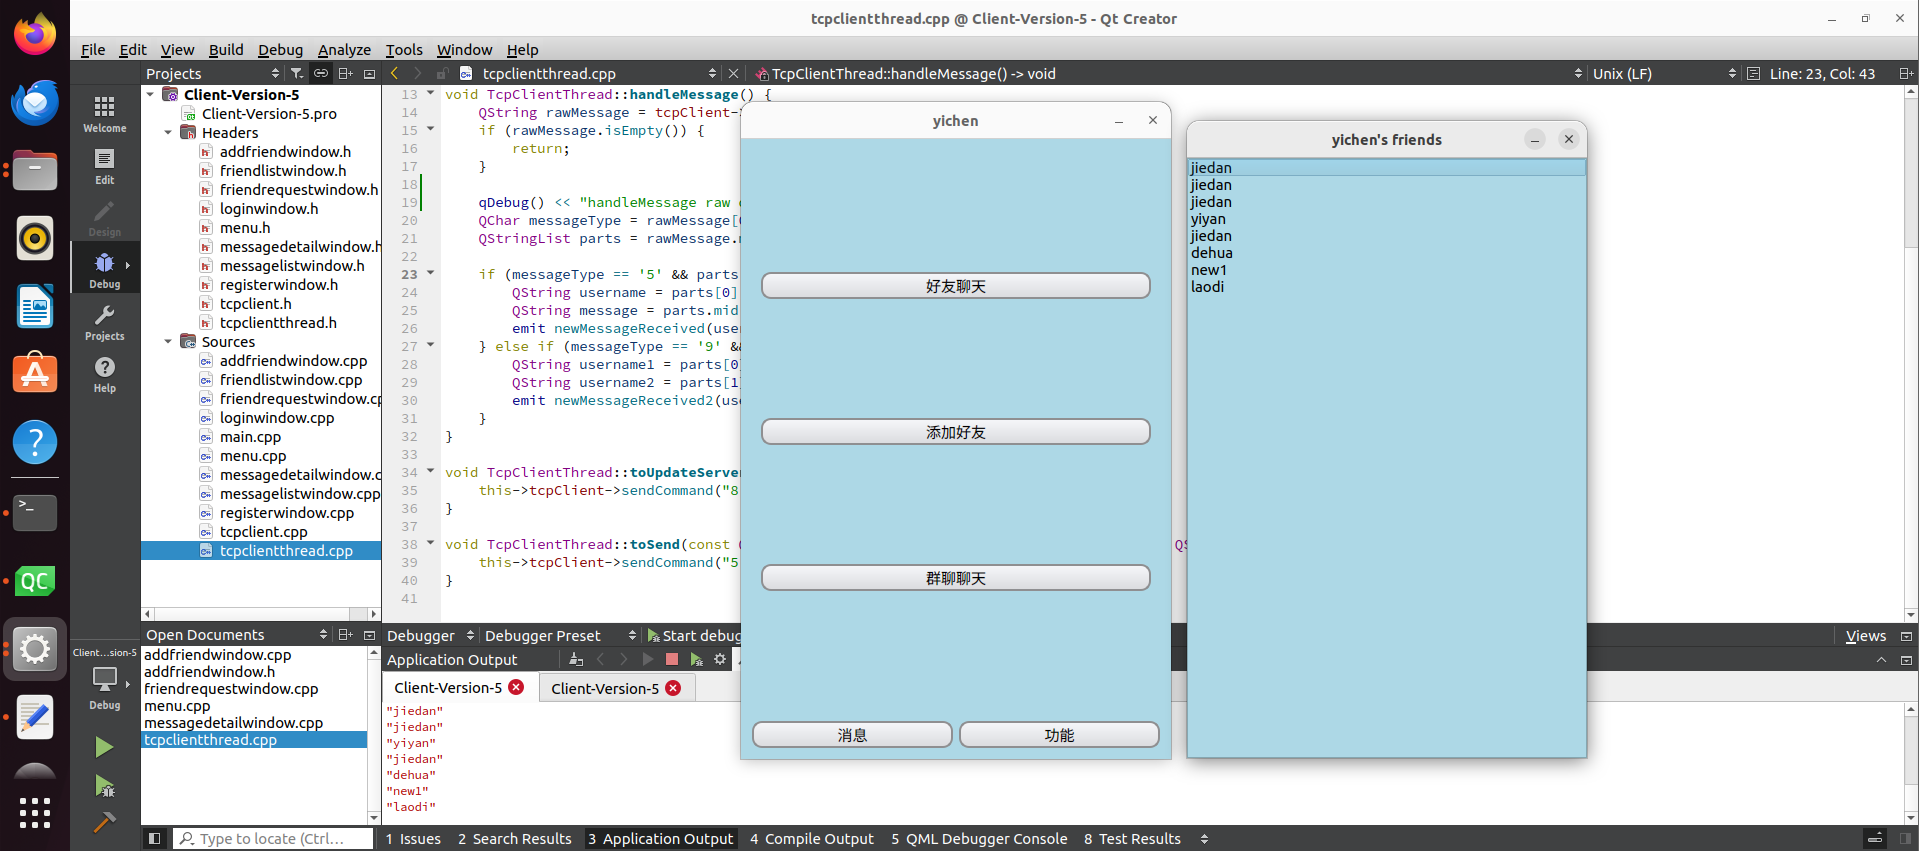 tcpclientthread.cpp @ Client-Version-5 - Qt Creator
File Edit View Build Debug Analyze Tools Window Help
Projects
tcpclientthread.cpp
TcpClientThread::handleMessage() -> void
Unix (LF)
Line: 23, Col: 43
Welcome
Edit
Design
Debug
Projects
Help
Client-Version-5
Client-Version-5.pro
Headers
addfriendwindow.h
friendlistwindow.h
friendrequestwindow.h
loginwindow.h
menu.h
messagedetailwindow.h
messagelistwindow.h
registerwindow.h
tcpclient.h
tcpclientthread.h
Sources
addfriendwindow.cpp
friendlistwindow.cpp
friendrequestwindow.cp
loginwindow.cpp
main.cpp
menu.cpp
messagedetailwindow.c
messagelistwindow.cpp
registerwindow.cpp
tcpclient.cpp
tcpclientthread.cpp
13 void TcpClientThread::handleMessage() {
14 QString rawMessage = tcpClient-
15 if (rawMessage.isEmpty()) {
16 return;
17 }
18
19 qDebug() << "handleMessage raw
20 QChar messageType = rawMessage[
21 QStringList parts = rawMessage.
22
23 if (messageType == '5' && parts
24 QString username = parts[0]
25 QString message = parts.mid
26 emit newMessageReceived(use
27 } else if (messageType == '9' &
28 QString username1 = parts[0
29 QString username2 = parts[1
30 emit newMessageReceived2(us
31 }
32 }
33
34 void TcpClientThread::toUpdateServe
35 this->tcpClient->sendCommand("8
36 }
37
38 void TcpClientThread::toSend(const QS
39 this->tcpClient->sendCommand("5
40 }
41
yichen
好友聊天
添加好友
群聊聊天
消息
功能
yichen's friends
jiedan
jiedan
jiedan
yiyan
jiedan
dehua
new1
laodi
Open Documents
addfriendwindow.cpp
addfriendwindow.h
friendrequestwindow.cpp
menu.cpp
messagedetailwindow.cpp
tcpclientthread.cpp
Client...sion-5
Debug
Debugger
Debugger Preset
Start debug
Views
Application Output
Client-Version-5
Client-Version-5
"jiedan"
"jiedan"
"yiyan"
"jiedan"
"dehua"
"new1"
"laodi"
Type to locate (Ctrl...
1 Issues
2 Search Results
3 Application Output
4 Compile Output
5 QML Debugger Console
8 Test Results
QC